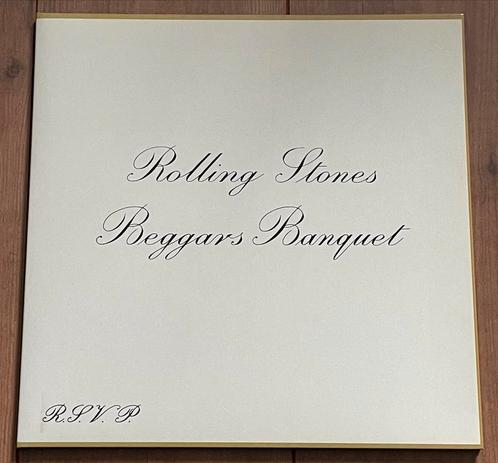 Rolling Stones
Beggars Banquet
R.S.V.P.